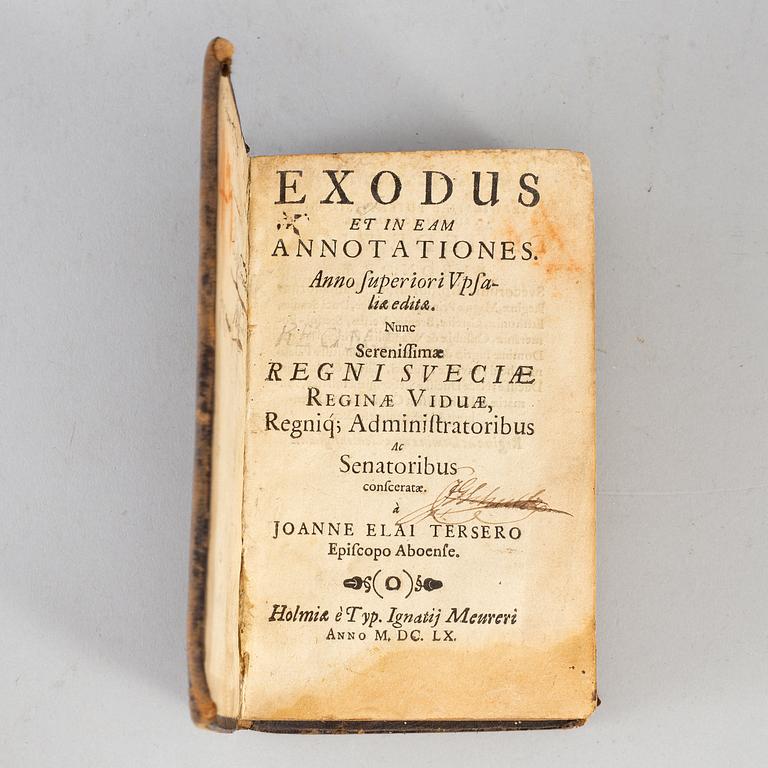 EXODUS
ET IN EAM
ANNOTATIONES.
Anno ſuperiori Vpſa-
liæ editæ.
Nunc
Sereniſſimæ
REGNI SVECIÆ
REGINÆ VIDUÆ,
Regniq́; Adminiſtratoribus
Ac
Senatoribus
conſceratæ.
à
JOANNE ELAI TERSERO
Epiſcopo Aboenſe.
§(O)§
Holmiæ è Typ. Ignatij Meureri
ANNO M. DC. LX.